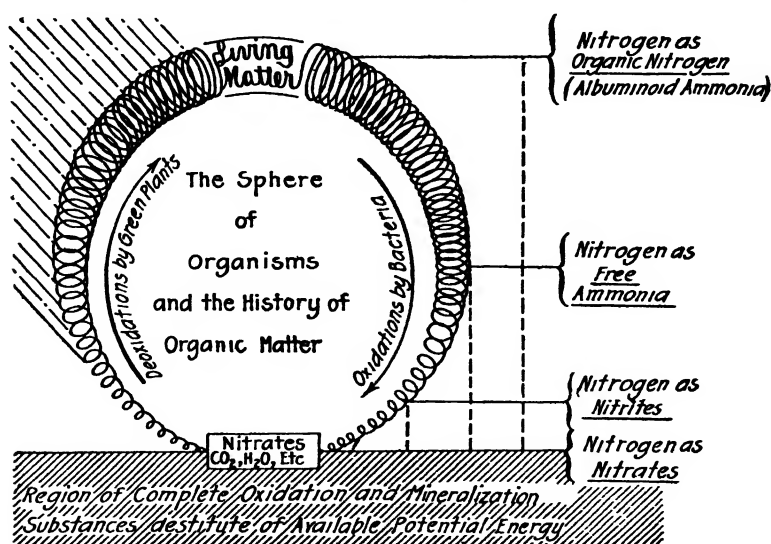 Living
Matter
Nitrogen as
Organic Nitrogen
(Albuminoid Ammonia)
Deoxidations by Green Plants
The Sphere
of
Organisms
and the History of
Organic Matter
Oxidations by Bacteria
Nitrogen as
Free
Ammonia
Nitrogen as
Nitrites
Nitrogen as
Nitrates
Nitrates
CO₂, H₂O, Etc
Region of Complete Oxidation and Mineralization
Substances destitute of Available Potential Energy